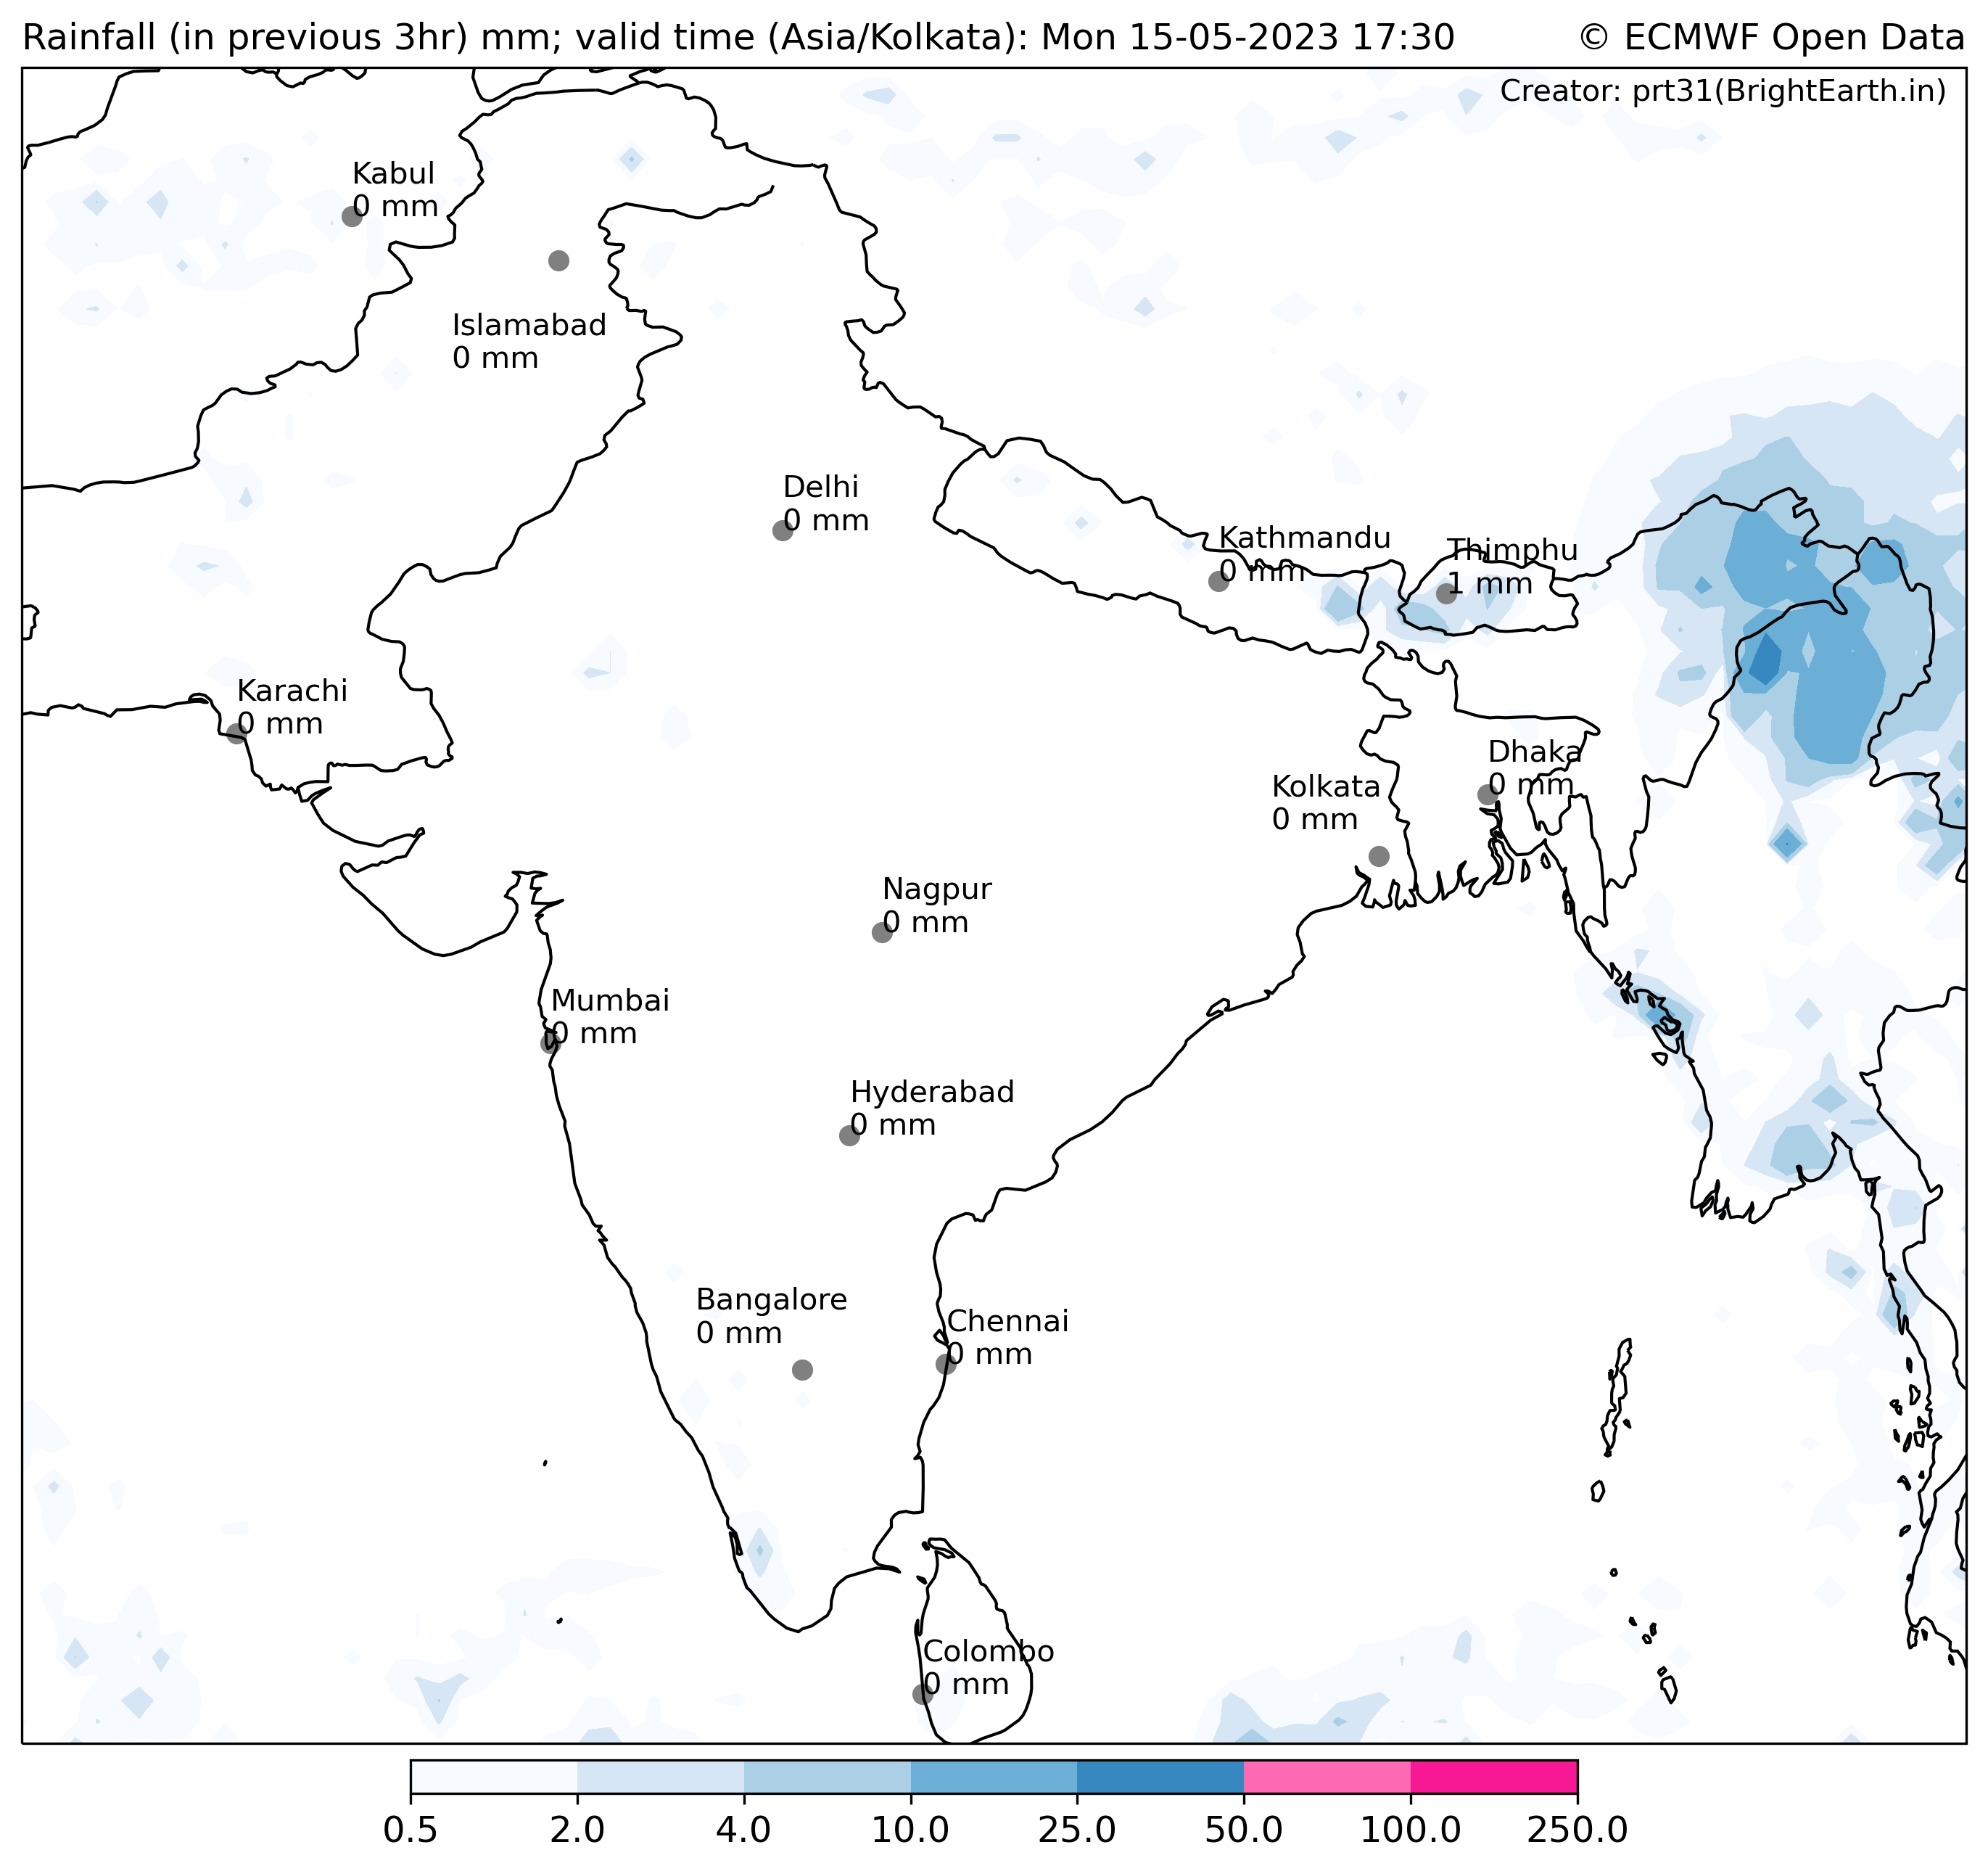 Rainfall (in previous 3hr) mm; valid time (Asia/Kolkata): Mon 15-05-2023 17:30
© ECMWF Open Data
Creator: prt31(BrightEarth.in)
Kabul
0 mm
Islamabad
0 mm
Delhi
0 mm
Kathmandu
0 mm
Thimphu
1 mm
Karachi
0 mm
Dhaka
0 mm
Kolkata
0 mm
Nagpur
0 mm
Mumbai
0 mm
Hyderabad
0 mm
Bangalore
0 mm
Chennai
0 mm
Colombo
0 mm
0.5 2.0 4.0 10.0 25.0 50.0 100.0 250.0